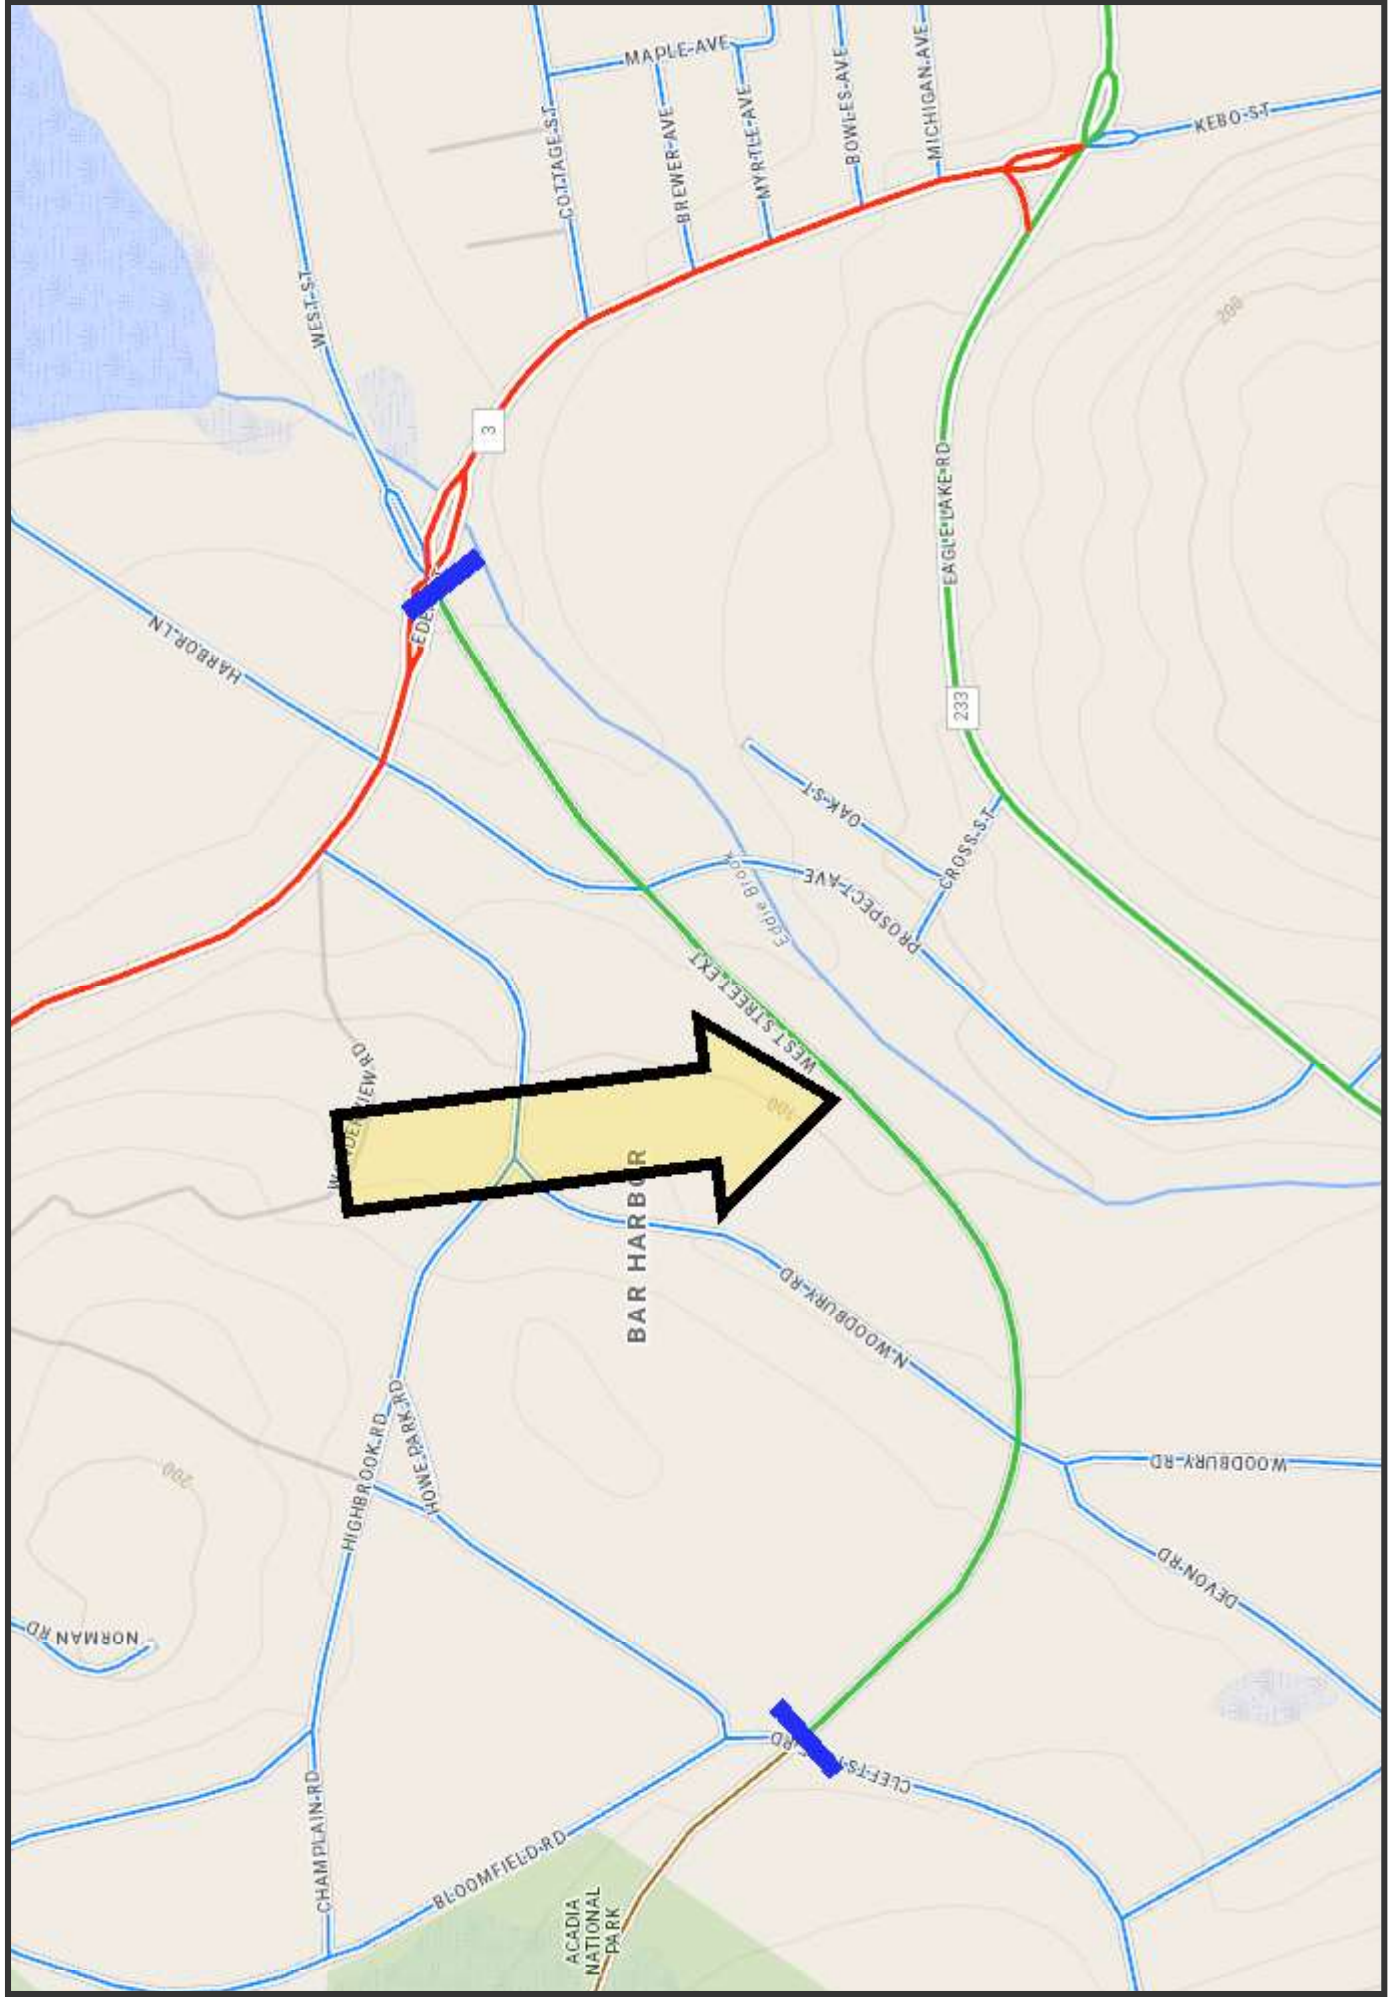 MAPLE AVE
COTTAGE ST
BREWER AVE
MYRTLE AVE
BOWLES AVE
MICHIGAN AVE
KEBO ST
200
WEST ST
3
EAGLE LAKE RD
HARBOR LN
233
OAK ST
CROSS ST
PROSPECT AVE
Eddie Brook
WEST STREET EXT
100
BAR HARBOR
N WOODBURY RD
WOODBURY RD
HIGHBROOK RD
HOWE PARK RD
200
DEVON RD
NORMAN RD
CLEFTSTONE RD
CHAMPLAIN RD
BLOOMFIELD RD
ACADIA
NATIONAL
PARK